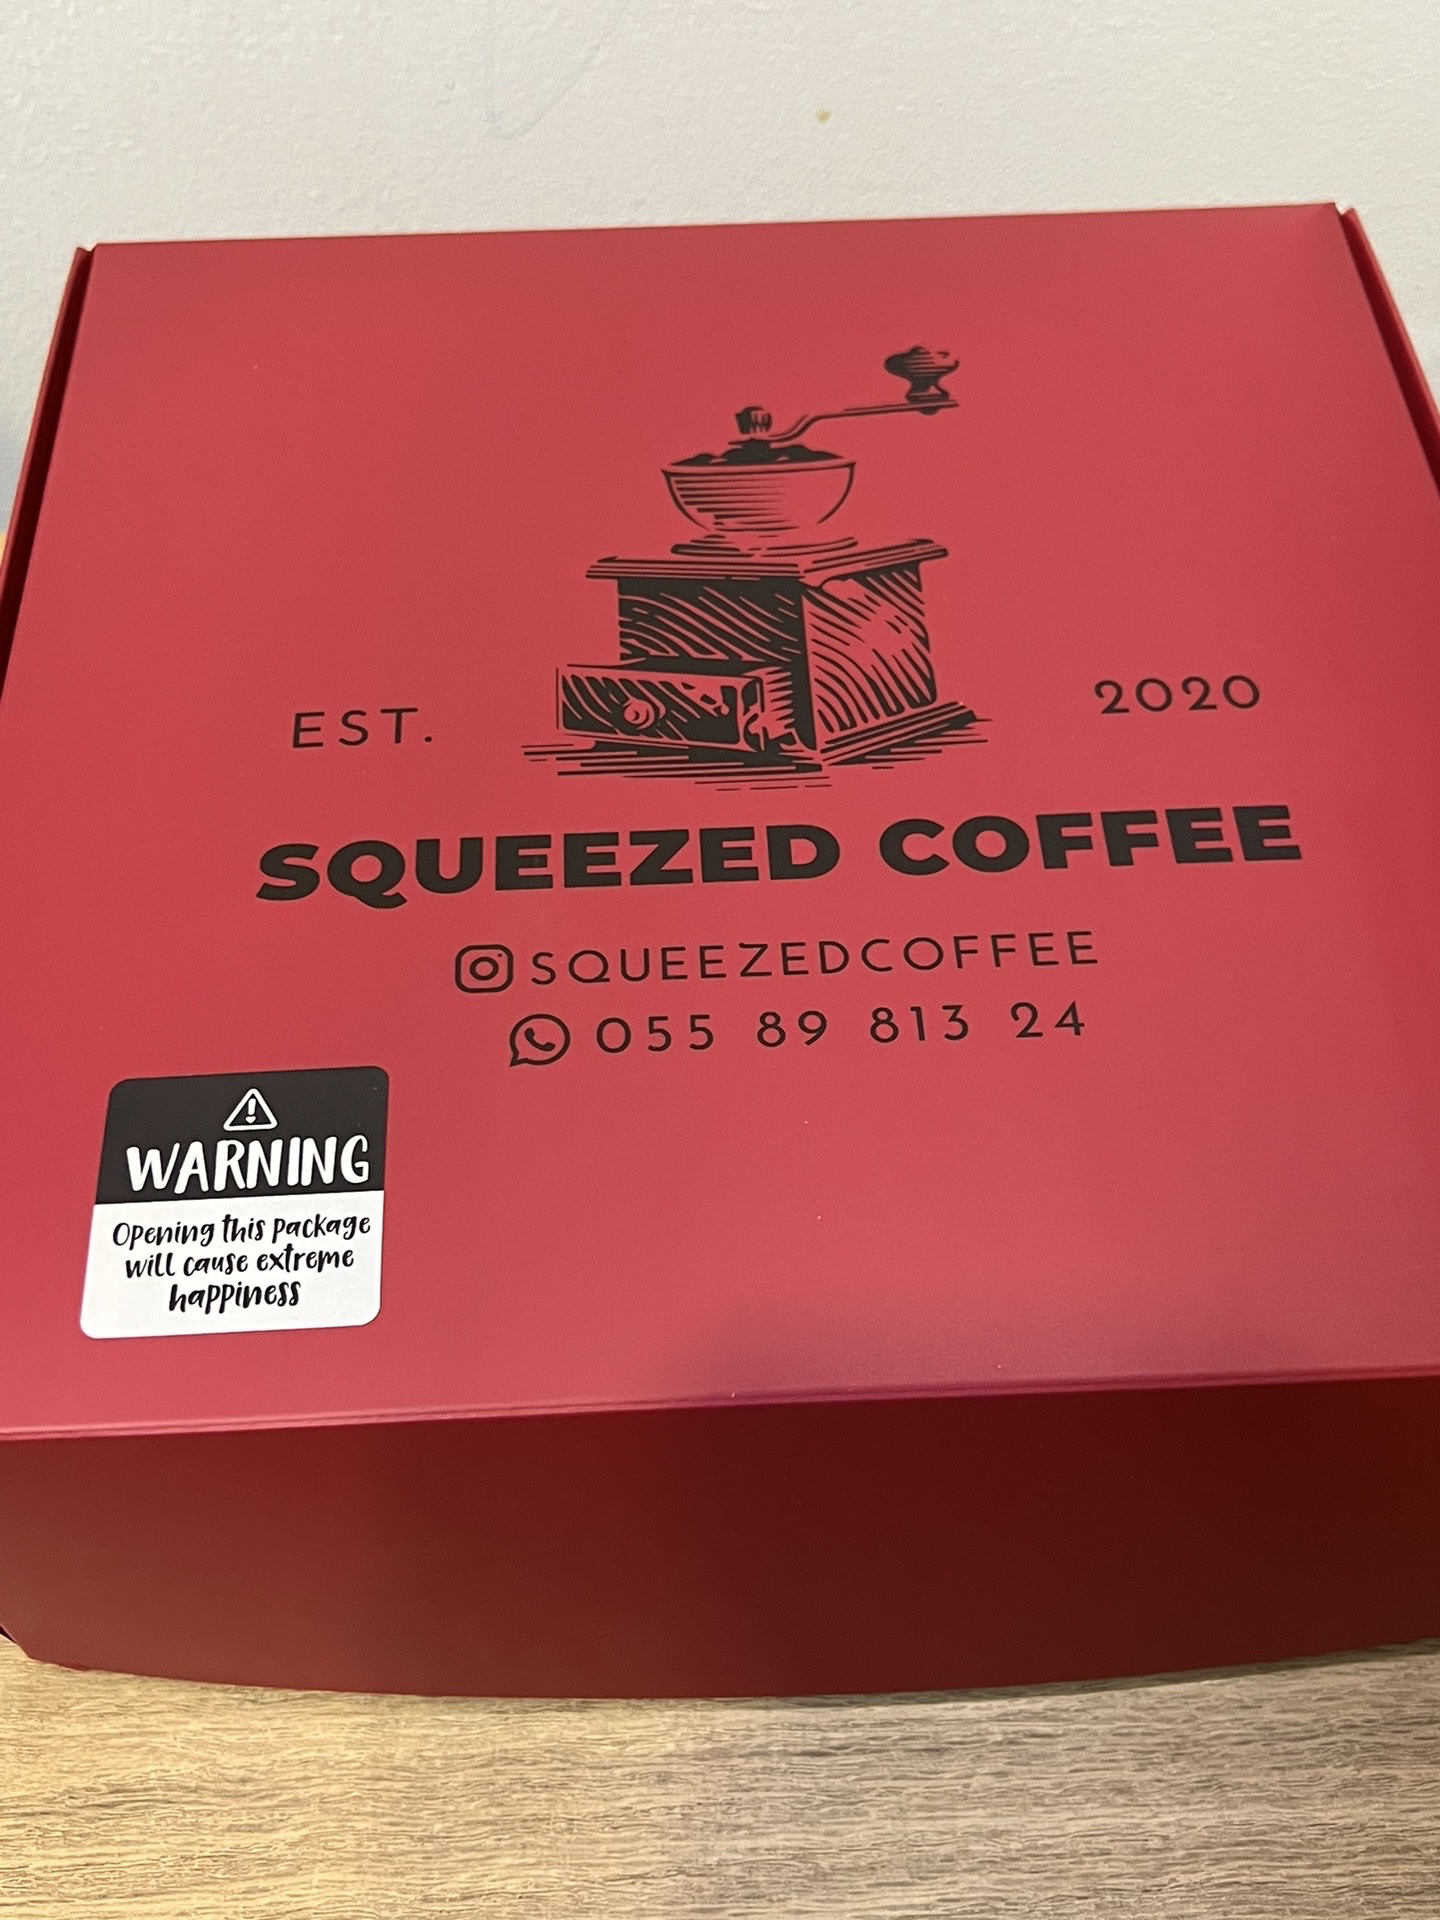 EST. 2020
SQUEEZED COFFEE
SQUEEZEDCOFFEE
055 89 813 24
WARNING
Opening this package
will cause extreme
happiness